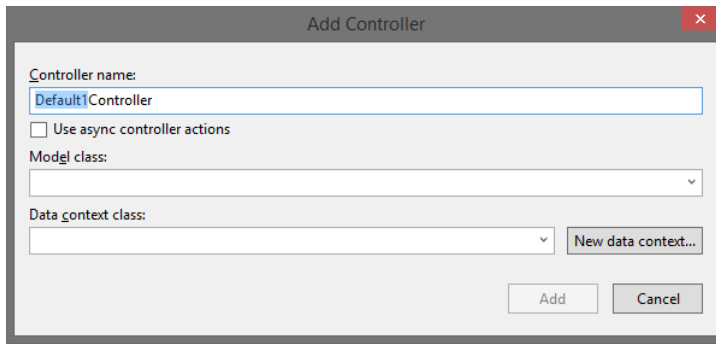 Add Controller
Controller name:
Default1Controller
Use async controller actions
Model class:
Data context class:
New data context...
Add
Cancel